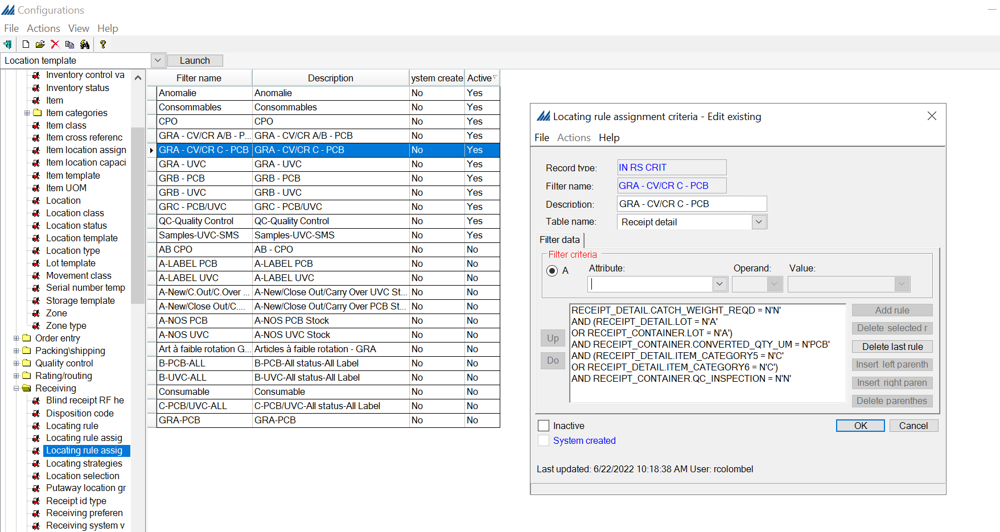 Configurations
File Actions View Help
Location template
Launch
Inventory control va
Inventory status
Item
Item categories
Item class
Item cross referenc
Item location assign
Item location capaci
Item template
Item UOM
Location
Location class
Location status
Location template
Location type
Lot template
Movement class
Serial number temp
Storage template
Zone
Zone type
Order entry
Packing\shipping
Quality control
Rating/routing
Receiving
Blind receipt RF he
Disposition code
Locating rule
Locating rule assig
Locating rule assig
Locating strategies
Location selection
Putaway location gr
Receipt id type
Receiving preferen
Receiving system v
Filter name Description ystem create Active
Anomalie Anomalie No Yes
Consommables Consommables No Yes
CPO CPO No Yes
GRA - CV/CR A/B - P... GRA - CV/CR A/B - PCB No Yes
GRA - CV/CR C - PCB GRA - CV/CR C - PCB No Yes
GRA - UVC GRA - UVC No Yes
GRB - PCB GRB - PCB No Yes
GRB - UVC GRB - UVC No Yes
GRC - PCB/UVC GRC - PCB/UVC No Yes
QC-Quality Control QC-Quality Control No Yes
Samples-UVC-SMS Samples-UVC-SMS No Yes
AB CPO AB - CPO No No
A-LABEL PCB A-LABEL PCB No No
A-LABEL UVC A-LABEL UVC No No
A-New/C.Out/C.Over ... A-New/Close Out/Carry Over UVC St... No No
A-New/Close Out/C.... A-New/Close Out/Carry Over PCB St... No No
A-NOS PCB A-NOS PCB Stock No No
A-NOS UVC A-NOS UVC Stock No No
Art à faible rotation G... Articles à faible rotation - GRA No No
B-PCB-ALL B-PCB-All status-All Label No No
B-UVC-ALL B-UVC-All status-All Label No No
Consumable Consumable No No
C-PCB/UVC-ALL C-PCB/UVC-All status-All Label No No
GRA-PCB GRA-PCB No No
Locating rule assignment criteria - Edit existing
File Actions Help
Record type: IN RS CRIT
Filter name: GRA - CV/CR C - PCB
Description: GRA - CV/CR C - PCB
Table name: Receipt detail
Filter data
Filter criteria
A Attribute: Operand: Value:
RECEIPT_DETAIL.CATCH_WEIGHT_REQD = N'N'
AND (RECEIPT_DETAIL.LOT = N'A'
OR RECEIPT_CONTAINER.LOT = N'A')
AND RECEIPT_CONTAINER.CONVERTED_QTY_UM = N'PCB'
AND (RECEIPT_DETAIL.ITEM_CATEGORY5 = N'C'
OR RECEIPT_DETAIL.ITEM_CATEGORY6 = N'C')
AND RECEIPT_CONTAINER.QC_INSPECTION = N'N'
Up
Do
Add rule
Delete selected r
Delete last rule
Insert left parenth
Insert right paren
Delete parenthes
Inactive
System created
OK Cancel
Last updated: 6/22/2022 10:18:38 AM User: rcolombel